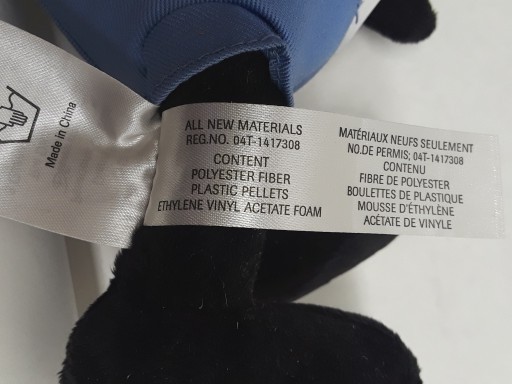 Made in China
ALL NEW MATERIALS
REG.NO. 04T-1417308
CONTENT
POLYESTER FIBER
PLASTIC PELLETS
ETHYLENE VINYL ACETATE FOAM
MATÉRIAUX NEUFS SEULEMENT
NO.DE PERMIS; 04T-1417308
CONTENU
FIBRE DE POLYESTER
BOULETTES DE PLASTIQUE
MOUSSE D'ÉTHYLÈNE
ACÉTATE DE VINYLE